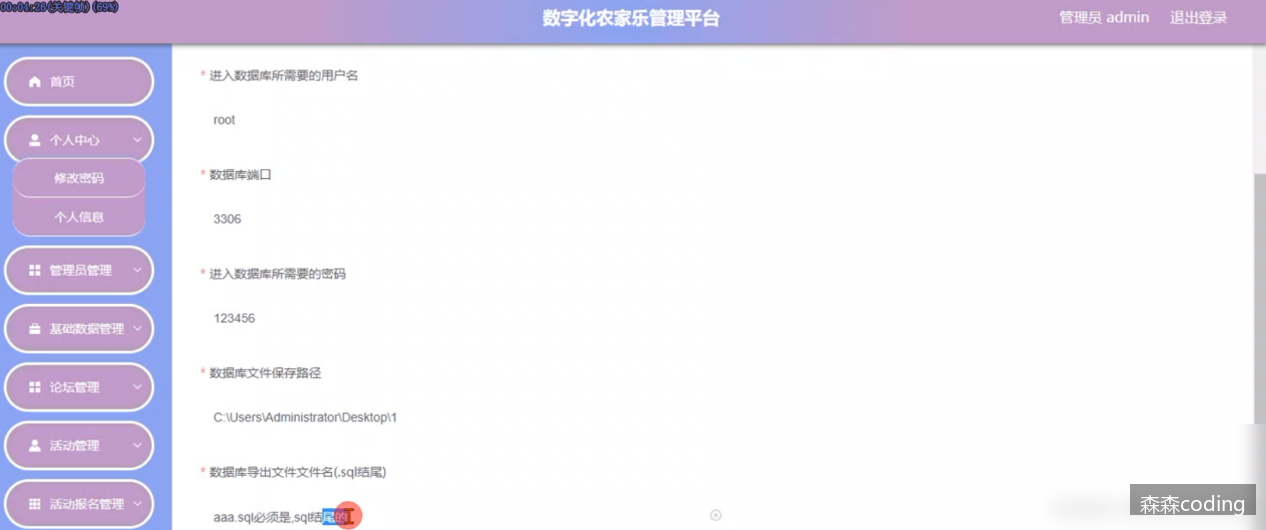 00:01:26(关键帧)(69%)
数字化农家乐管理平台
管理员 admin
退出登录
首页
个人中心
修改密码
个人信息
管理员管理
基础数据管理
论坛管理
活动管理
活动报名管理
* 进入数据库所需要的用户名
root
* 数据库端口
3306
* 进入数据库所需要的密码
123456
* 数据库文件保存路径
C:\Users\Administrator\Desktop\1
* 数据库导出文件文件名(.sql结尾)
aaa.sql必须是,sql结尾的
森森coding